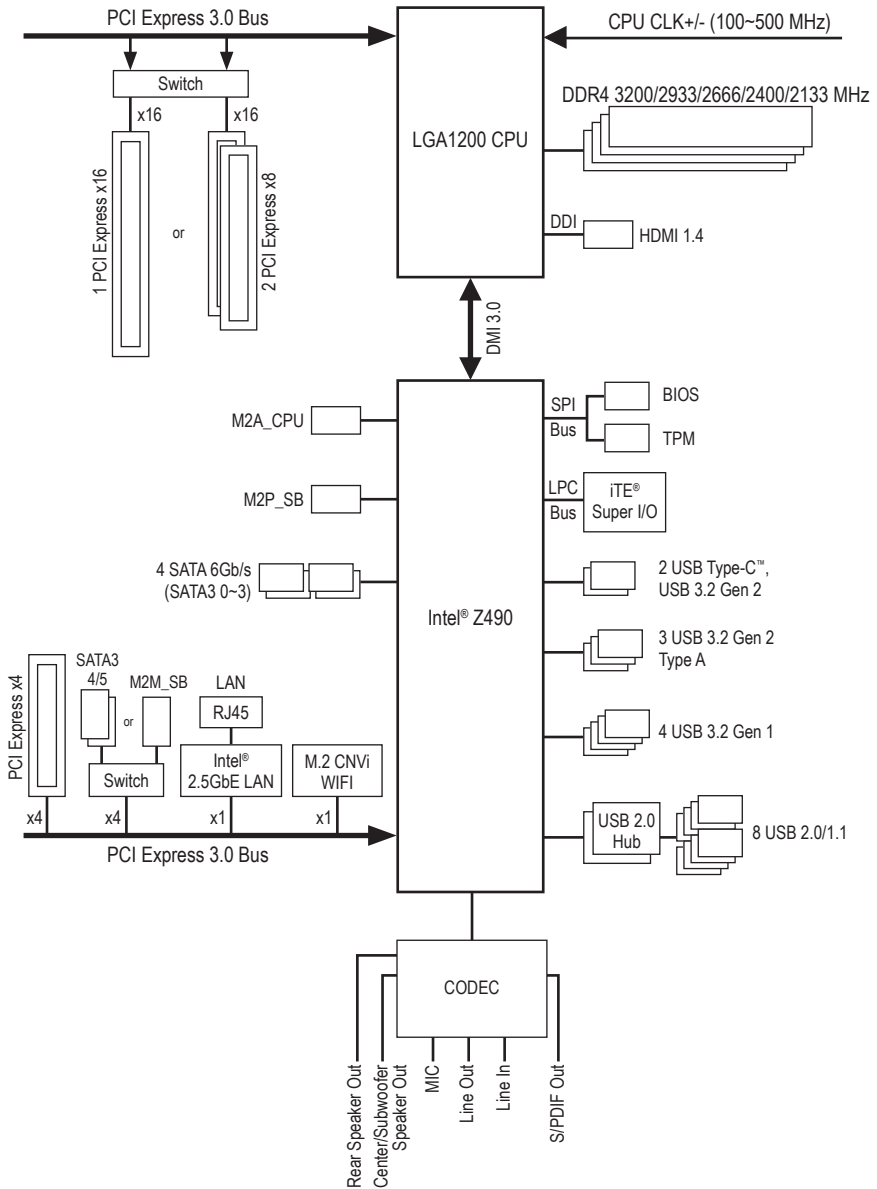 PCI Express 3.0 Bus
CPU CLK+/- (100~500 MHz)
Switch
x16
x16
1 PCI Express x16
or
2 PCI Express x8
LGA1200 CPU
DDR4 3200/2933/2666/2400/2133 MHz
DDI
HDMI 1.4
DMI 3.0
M2A_CPU
M2P_SB
4 SATA 6Gb/s
(SATA3 0~3)
Intel® Z490
SPI
Bus
BIOS
TPM
LPC
Bus
iTE®
Super I/O
2 USB Type-C™,
USB 3.2 Gen 2
3 USB 3.2 Gen 2
Type A
4 USB 3.2 Gen 1
USB 2.0
Hub
8 USB 2.0/1.1
PCI Express x4
SATA3
4/5
or
M2M_SB
Switch
LAN
RJ45
Intel®
2.5GbE LAN
M.2 CNVi
WIFI
x4
x4
x1
x1
PCI Express 3.0 Bus
CODEC
Rear Speaker Out
Center/Subwoofer
Speaker Out
MIC
Line Out
Line In
S/PDIF Out